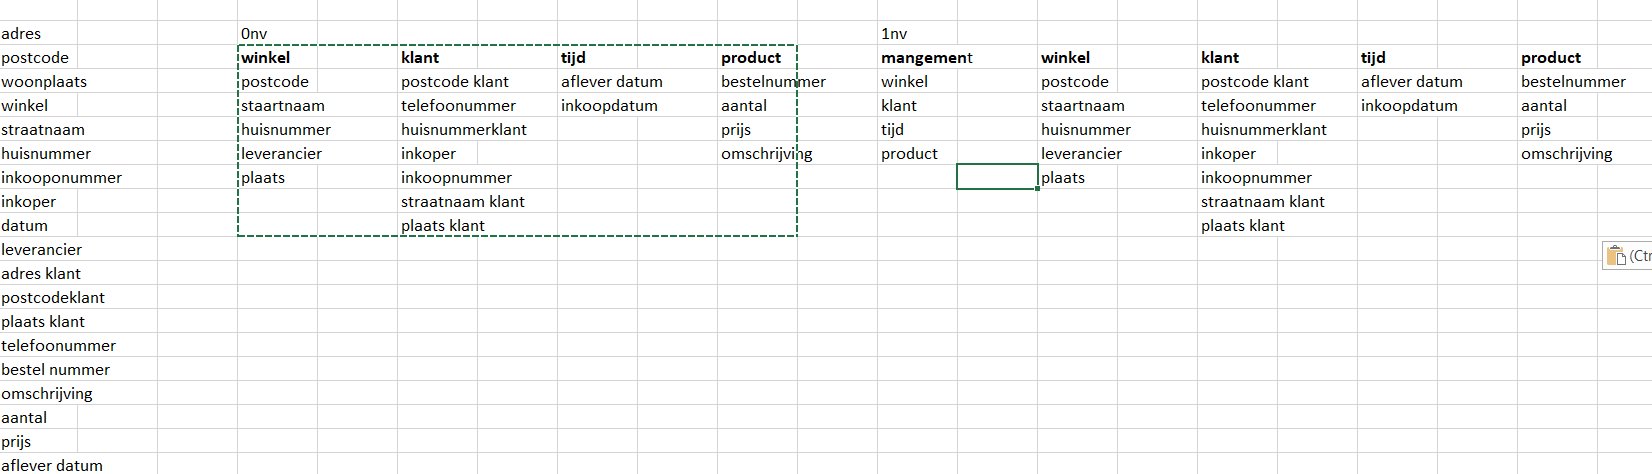 adres 0nv 1nv
postcode winkel klant tijd product mangement winkel klant tijd product
woonplaats postcode postcode klant aflever datum bestelnummer winkel postcode postcode klant aflever datum bestelnummer
winkel staartnaam telefoonummer inkoopdatum aantal klant staartnaam telefoonummer inkoopdatum aantal
straatnaam huisnummer huisnummerklant prijs tijd huisnummer huisnummerklant prijs
huisnummer leverancier inkoper omschrijving product leverancier inkoper omschrijving
inkooponummer plaats inkoopnummer plaats inkoopnummer
inkoper straatnaam klant straatnaam klant
datum plaats klant plaats klant
leverancier (Ctr
adres klant
postcodeklant
plaats klant
telefoonummer
bestel nummer
omschrijving
aantal
prijs
aflever datum